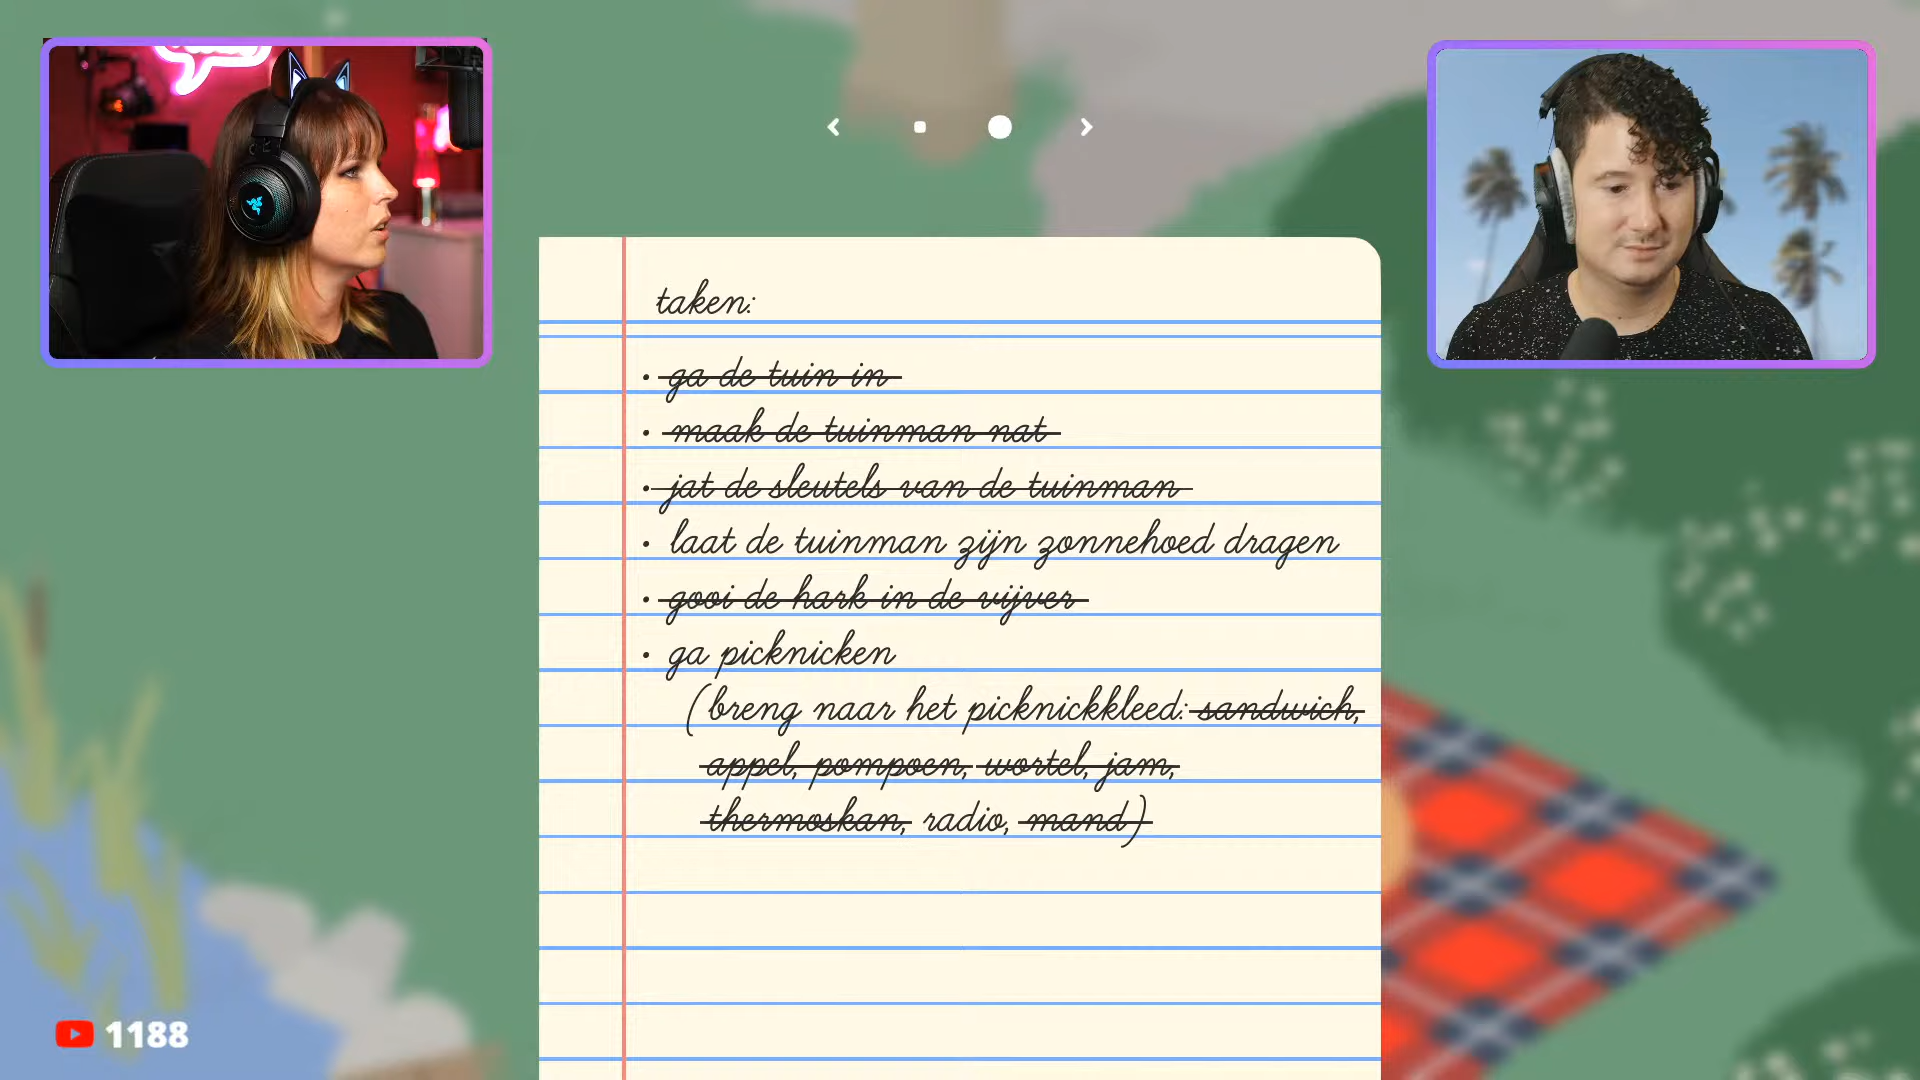 taken:
• ga de tuin in
• maak de tuinman nat
• jat de sleutels van de tuinman
• laat de tuinman zijn zonnehoed dragen
• gooi de hark in de vijver
• ga picknicken
(breng naar het picknickkleed: sandwich,
appel, pompoen, wortel, jam,
thermoskan, radio, mand)
1188